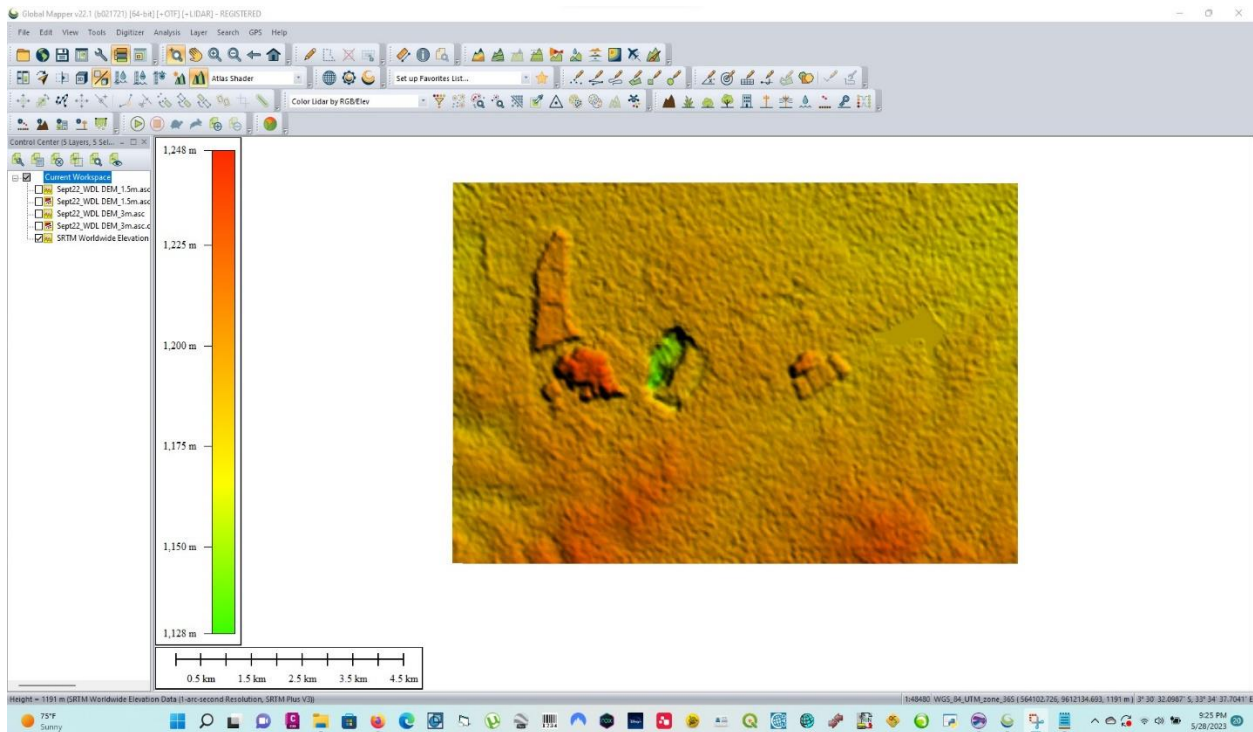 Global Mapper v22.1 (b021721) [64-bit] [+OTF] [+LIDAR] - REGISTERED
File Edit View Tools Digitizer Analysis Layer Search GPS Help
Atlas Shader
Set up Favorites List...
Color Lidar by RGB/Elev
Control Center (5 Layers, 5 Sel...
Current Workspace
Sept22_WDL DEM_1.5m.asc
Sept22_WDL DEM_1.5m.asc
Sept22_WDL DEM_3m.asc
Sept22_WDL DEM_3m.asc.c
SRTM Worldwide Elevation
1,248 m
1,225 m
1,200 m
1,175 m
1,150 m
1,128 m
0.5 km 1.5 km 2.5 km 3.5 km 4.5 km
Height = 1191 m (SRTM Worldwide Elevation Data (1-arc-second Resolution, SRTM Plus V3))
1:48480 WGS_84_UTM_zone_36S ( 564102.726, 9612134.693, 1191 m ) 3° 30' 32.0987" S, 33° 34' 37.7041" E
75°F
Sunny
9:25 PM
5/28/2023
20